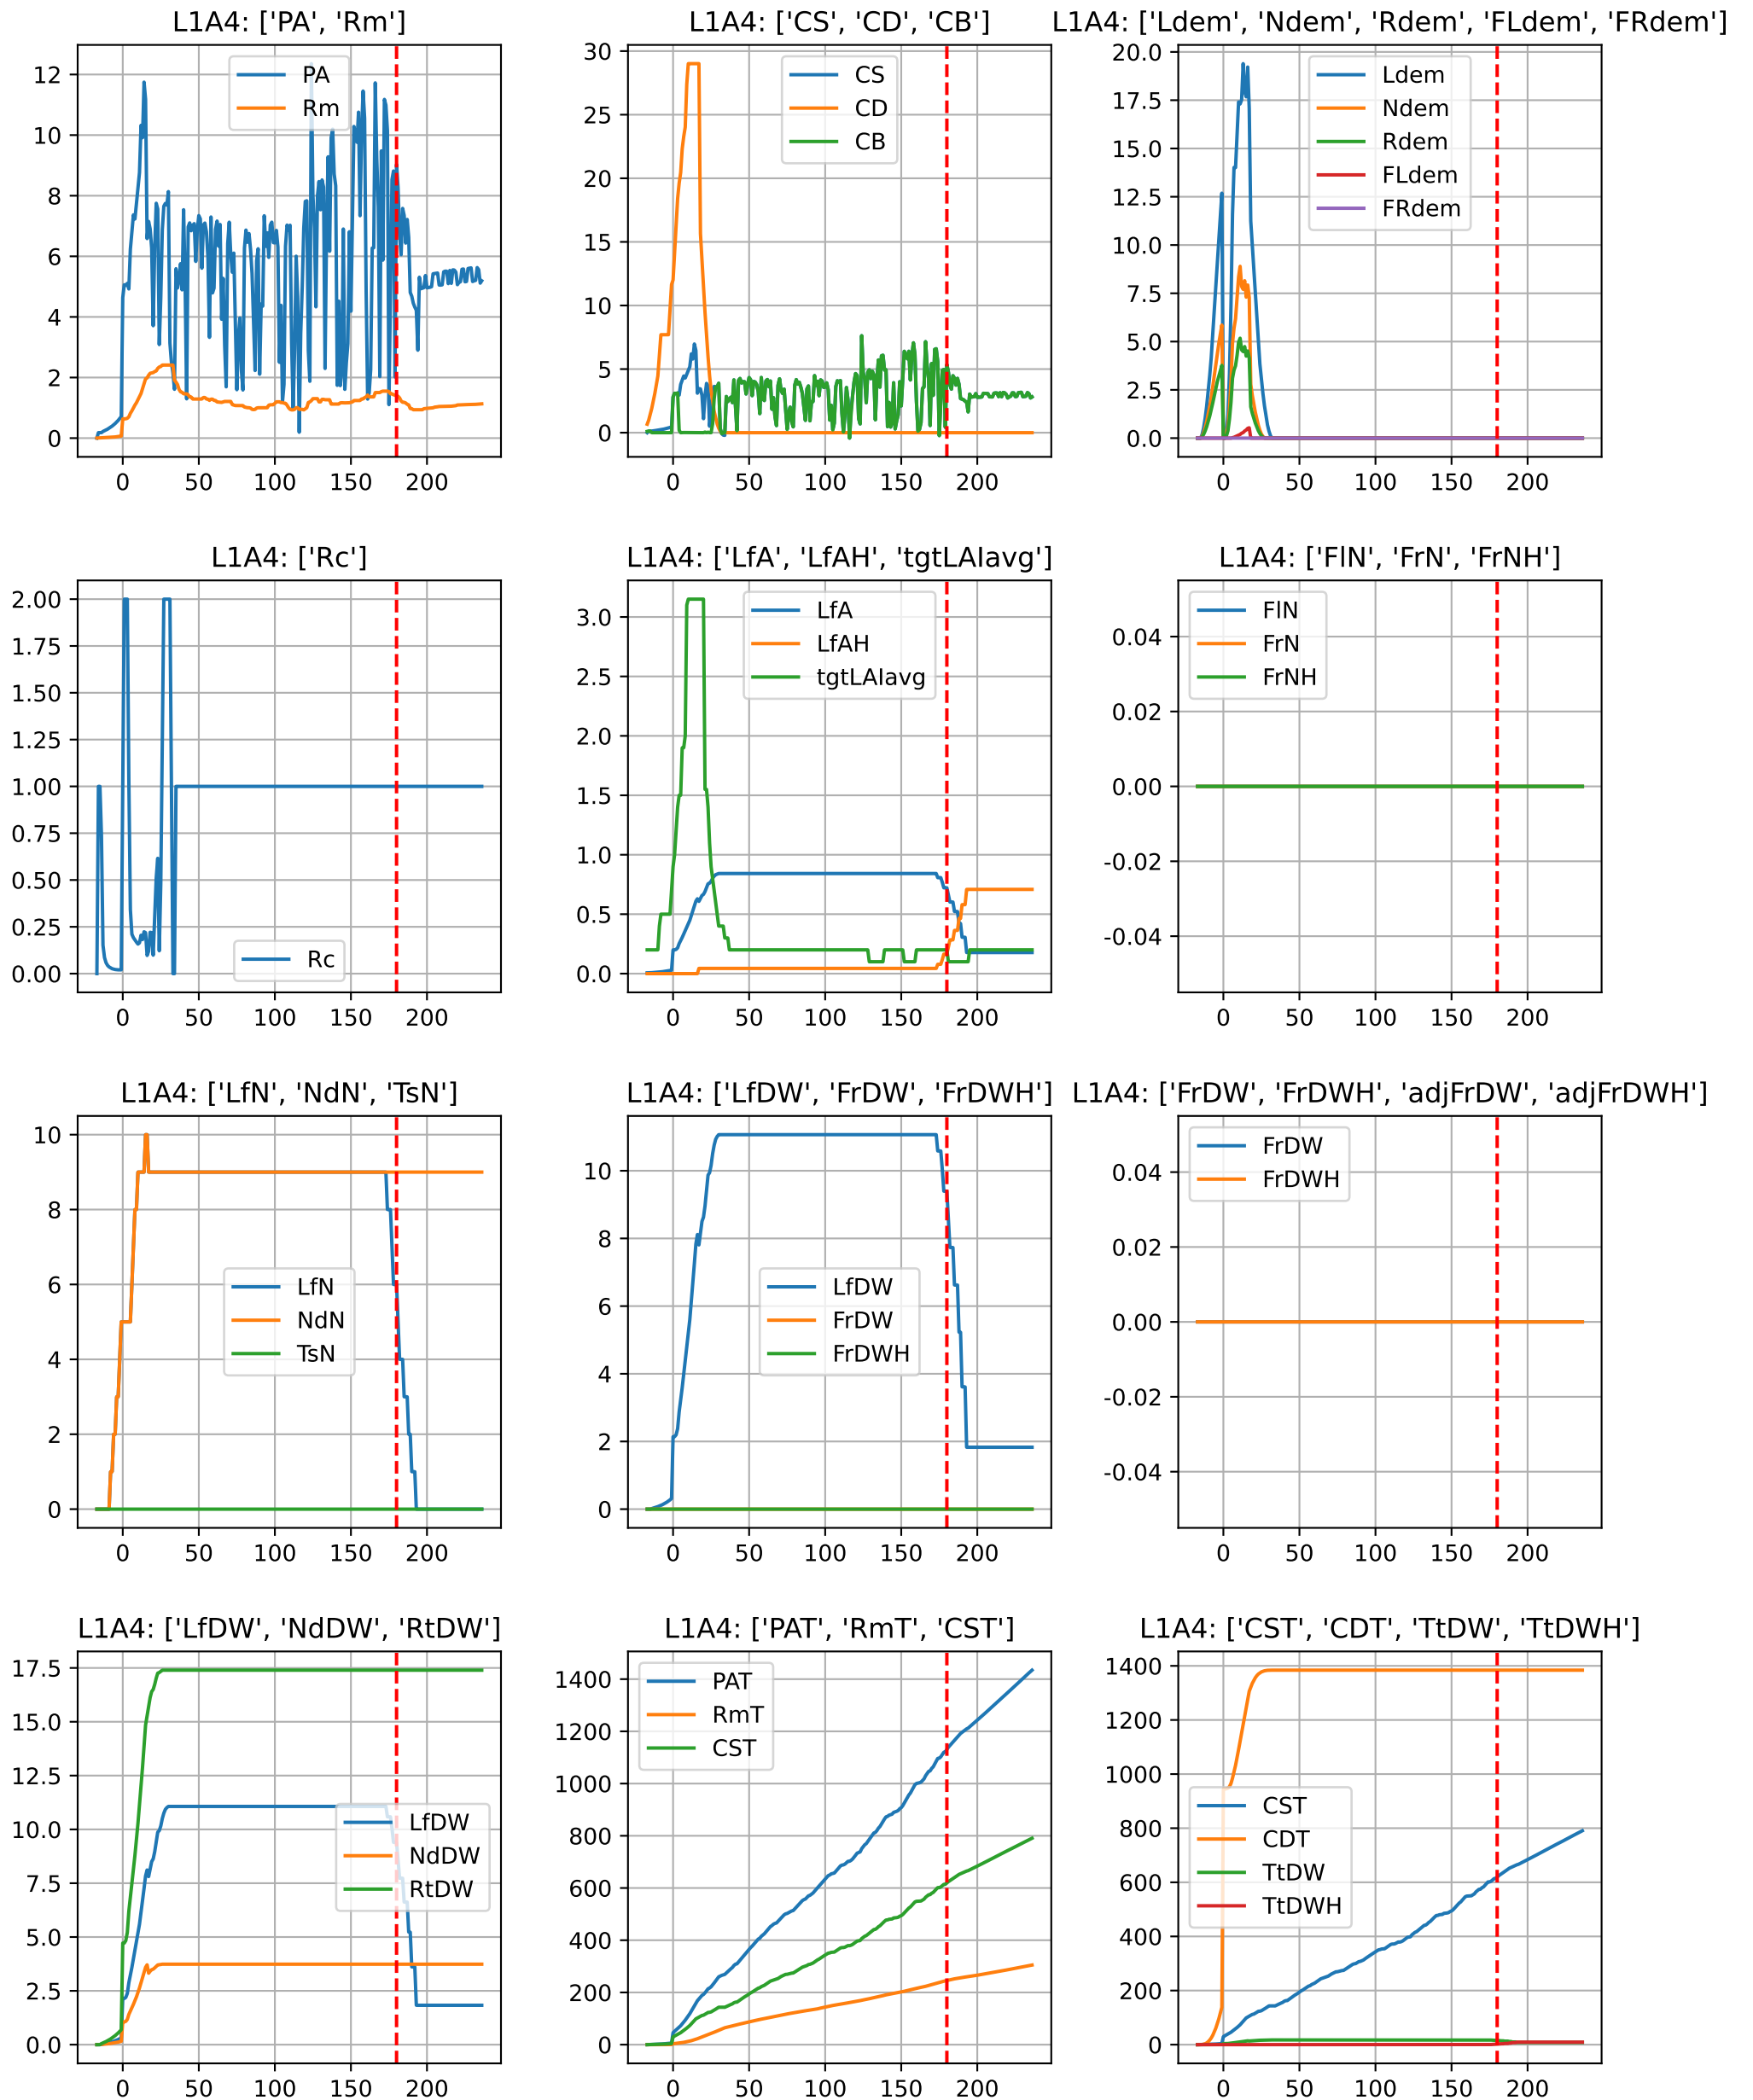 L1A4: ['PA', 'Rm']
12
10
8
6
4
2
0
0 50 100 150 200
PA
Rm
L1A4: ['CS', 'CD', 'CB']
30
25
20
15
10
5
0
0 50 100 150 200
CS
CD
CB
L1A4: ['Ldem', 'Ndem', 'Rdem', 'FLdem', 'FRdem']
20.0
17.5
15.0
12.5
10.0
7.5
5.0
2.5
0.0
0 50 100 150 200
Ldem
Ndem
Rdem
FLdem
FRdem
L1A4: ['Rc']
2.00
1.75
1.50
1.25
1.00
0.75
0.50
0.25
0.00
0 50 100 150 200
Rc
L1A4: ['LfA', 'LfAH', 'tgtLAIavg']
3.0
2.5
2.0
1.5
1.0
0.5
0.0
0 50 100 150 200
LfA
LfAH
tgtLAIavg
L1A4: ['FlN', 'FrN', 'FrNH']
0.04
0.02
0.00
-0.02
-0.04
0 50 100 150 200
FlN
FrN
FrNH
L1A4: ['LfN', 'NdN', 'TsN']
10
8
6
4
2
0
0 50 100 150 200
LfN
NdN
TsN
L1A4: ['LfDW', 'FrDW', 'FrDWH']
10
8
6
4
2
0
0 50 100 150 200
LfDW
FrDW
FrDWH
L1A4: ['FrDW', 'FrDWH', 'adjFrDW', 'adjFrDWH']
0.04
0.02
0.00
-0.02
-0.04
0 50 100 150 200
FrDW
FrDWH
L1A4: ['LfDW', 'NdDW', 'RtDW']
17.5
15.0
12.5
10.0
7.5
5.0
2.5
0.0
0 50 100 150 200
LfDW
NdDW
RtDW
L1A4: ['PAT', 'RmT', 'CST']
1400
1200
1000
800
600
400
200
0
0 50 100 150 200
PAT
RmT
CST
L1A4: ['CST', 'CDT', 'TtDW', 'TtDWH']
1400
1200
1000
800
600
400
200
0
0 50 100 150 200
CST
CDT
TtDW
TtDWH